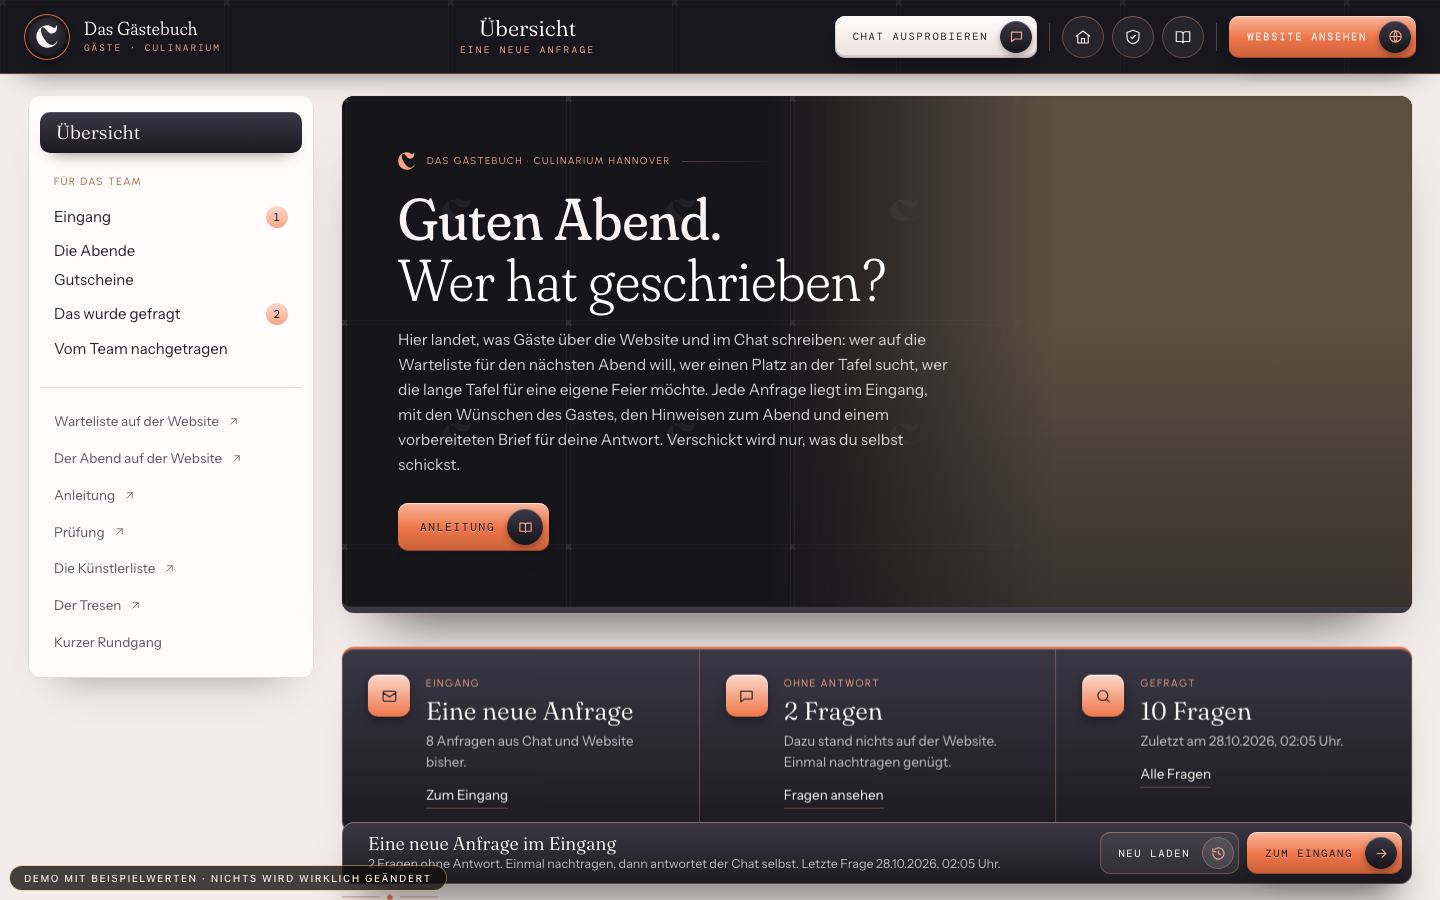 Das Gästebuch
GÄSTE · CULINARIUM
Übersicht
EINE NEUE ANFRAGE
CHAT AUSPROBIEREN
WEBSITE ANSEHEN
Übersicht
FÜR DAS TEAM
Eingang 1
Die Abende
Gutscheine
Das wurde gefragt 2
Vom Team nachgetragen
Warteliste auf der Website
Der Abend auf der Website
Anleitung
Prüfung
Die Künstlerliste
Der Tresen
Kurzer Rundgang
DAS GÄSTEBUCH · CULINARIUM HANNOVER
Guten Abend.
Wer hat geschrieben?
Hier landet, was Gäste über die Website und im Chat schreiben: wer auf die
Warteliste für den nächsten Abend will, wer einen Platz an der Tafel sucht, wer
die lange Tafel für eine eigene Feier möchte. Jede Anfrage liegt im Eingang,
mit den Wünschen des Gastes, den Hinweisen zum Abend und einem
vorbereiteten Brief für deine Antwort. Verschickt wird nur, was du selbst
schickst.
ANLEITUNG
EINGANG
Eine neue Anfrage
8 Anfragen aus Chat und Website
bisher.
Zum Eingang
OHNE ANTWORT
2 Fragen
Dazu stand nichts auf der Website.
Einmal nachtragen genügt.
Fragen ansehen
GEFRAGT
10 Fragen
Zuletzt am 28.10.2026, 02:05 Uhr.
Alle Fragen
Eine neue Anfrage im Eingang
2 Fragen ohne Antwort. Einmal nachtragen, dann antwortet der Chat selbst. Letzte Frage 28.10.2026, 02:05 Uhr.
NEU LADEN
ZUM EINGANG
DEMO MIT BEISPIELWERTEN · NICHTS WIRD WIRKLICH GEÄNDERT